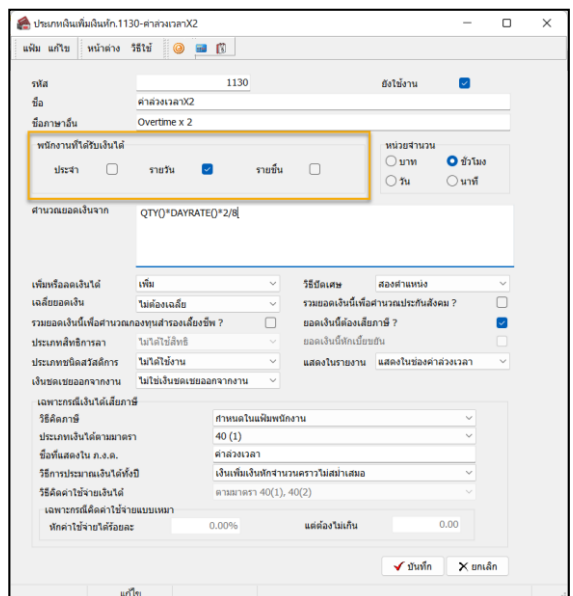 ประเภทเงินเพิ่มเงินหัก.1130-ค่าล่วงเวลาX2
แฟ้ม แก้ไข หน้าต่าง วิธีใช้
รหัส 1130 ยังใช้งาน
ชื่อ ค่าล่วงเวลาX2
ชื่อภาษาอื่น Overtime x 2
พนักงานที่ได้รับเงินได้ หน่วยจำนวน
ประจำ รายวัน รายชิ้น บาท ชั่วโมง
วัน นาที
คำนวณยอดเงินจาก QTY()*DAYRATE()*2/8
เพิ่มหรือลดเงินได้ เพิ่ม วิธีปัดเศษ สองตำแหน่ง
เฉลี่ยยอดเงิน ไม่ต้องเฉลี่ย รวมยอดเงินนี้เพื่อคำนวณประกันสังคม ?
รวมยอดเงินนี้เพื่อคำนวณกองทุนสำรองเลี้ยงชีพ ? ยอดเงินนี้ต้องเสียภาษี ?
ประเภทสิทธิการลา ไม่ได้ใช้สิทธิ ยอดเงินนี้หักเบี้ยขยัน
ประเภทชนิดสวัสดิการ ไม่ได้ใช้งาน แสดงในรายงาน แสดงในช่องค่าล่วงเวลา
เงินชดเชยออกจากงาน ไม่ใช่เงินชดเชยออกจากงาน
เฉพาะกรณีเงินได้เสียภาษี
วิธีคิดภาษี กำหนดในแฟ้มพนักงาน
ประเภทเงินได้ตามมาตรา 40 (1)
ชื่อที่แสดงใน ภ.ง.ด. ค่าล่วงเวลา
วิธีการประมาณเงินได้ทั้งปี เงินเพิ่มเงินหักจำนวนคราวไม่สม่ำเสมอ
วิธีคิดค่าใช้จ่ายเงินได้ ตามมาตรา 40(1), 40(2)
เฉพาะกรณีคิดค่าใช้จ่ายแบบเหมา
หักค่าใช้จ่ายได้ร้อยละ 0.00% แต่ต้องไม่เกิน 0.00
บันทึก ยกเลิก
แก้ไข